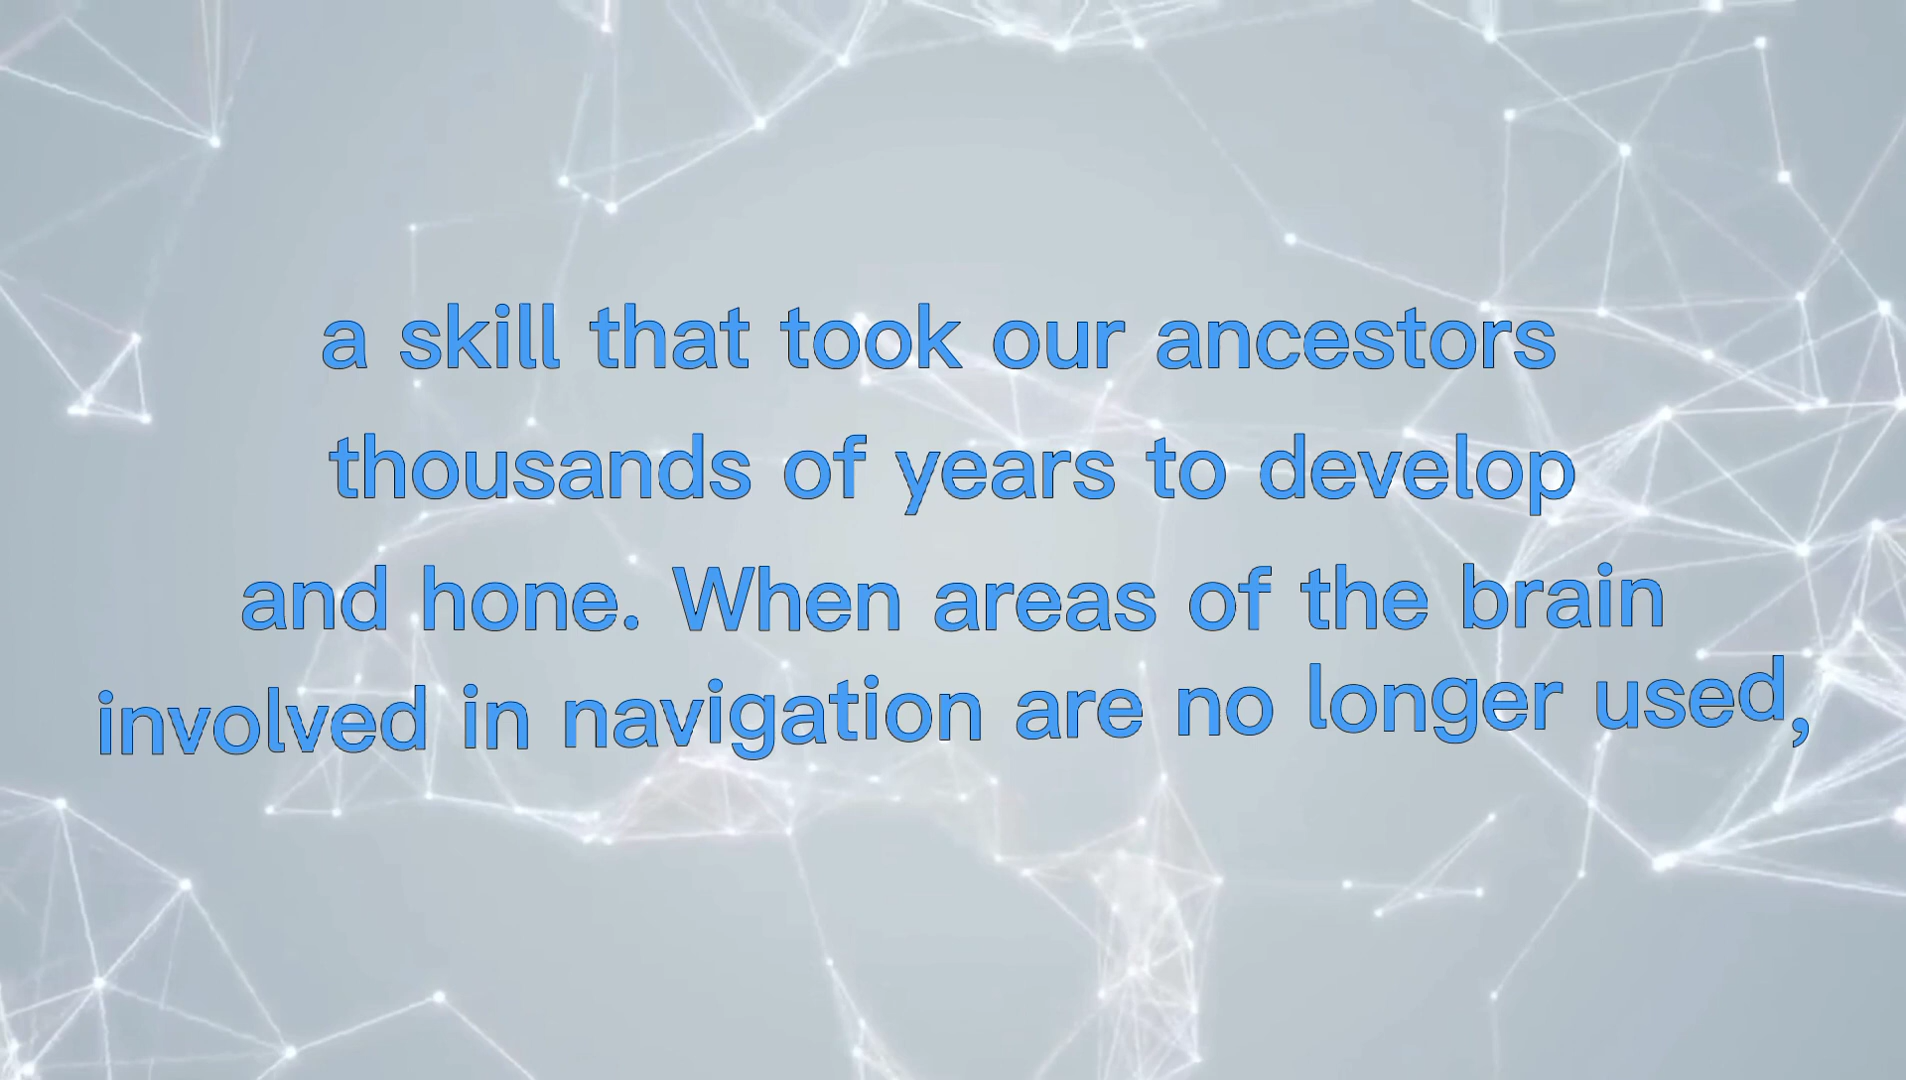 a skill that took our ancestors
thousands of years to develop
and hone. When areas of the brain
involved in navigation are no longer used,